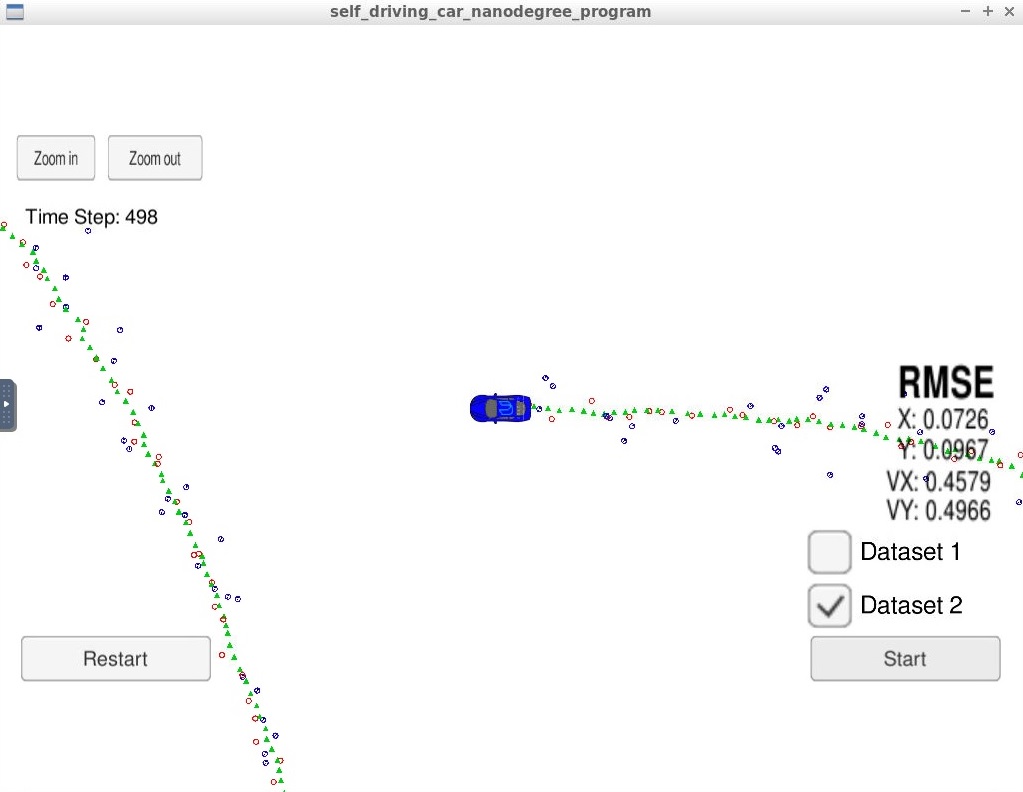 self_driving_car_nanodegree_program
Zoom in
Zoom out
Time Step: 498
RMSE
X: 0.0726
Y: 0.0967
VX: 0.4579
VY: 0.4966
Dataset 1
Dataset 2
Restart
Start